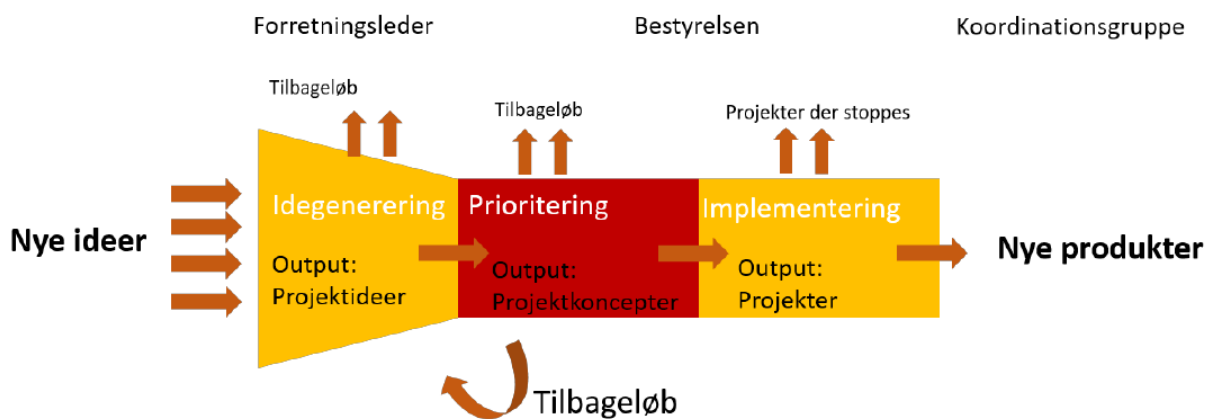 Forretningsleder
Bestyrelsen
Koordinationsgruppe
Tilbageløb
Tilbageløb
Projekter der stoppes
Nye ideer
Idegenerering
Output:
Projektideer
Prioritering
Output:
Projektkoncepter
Implementering
Output:
Projekter
Nye produkter
Tilbageløb